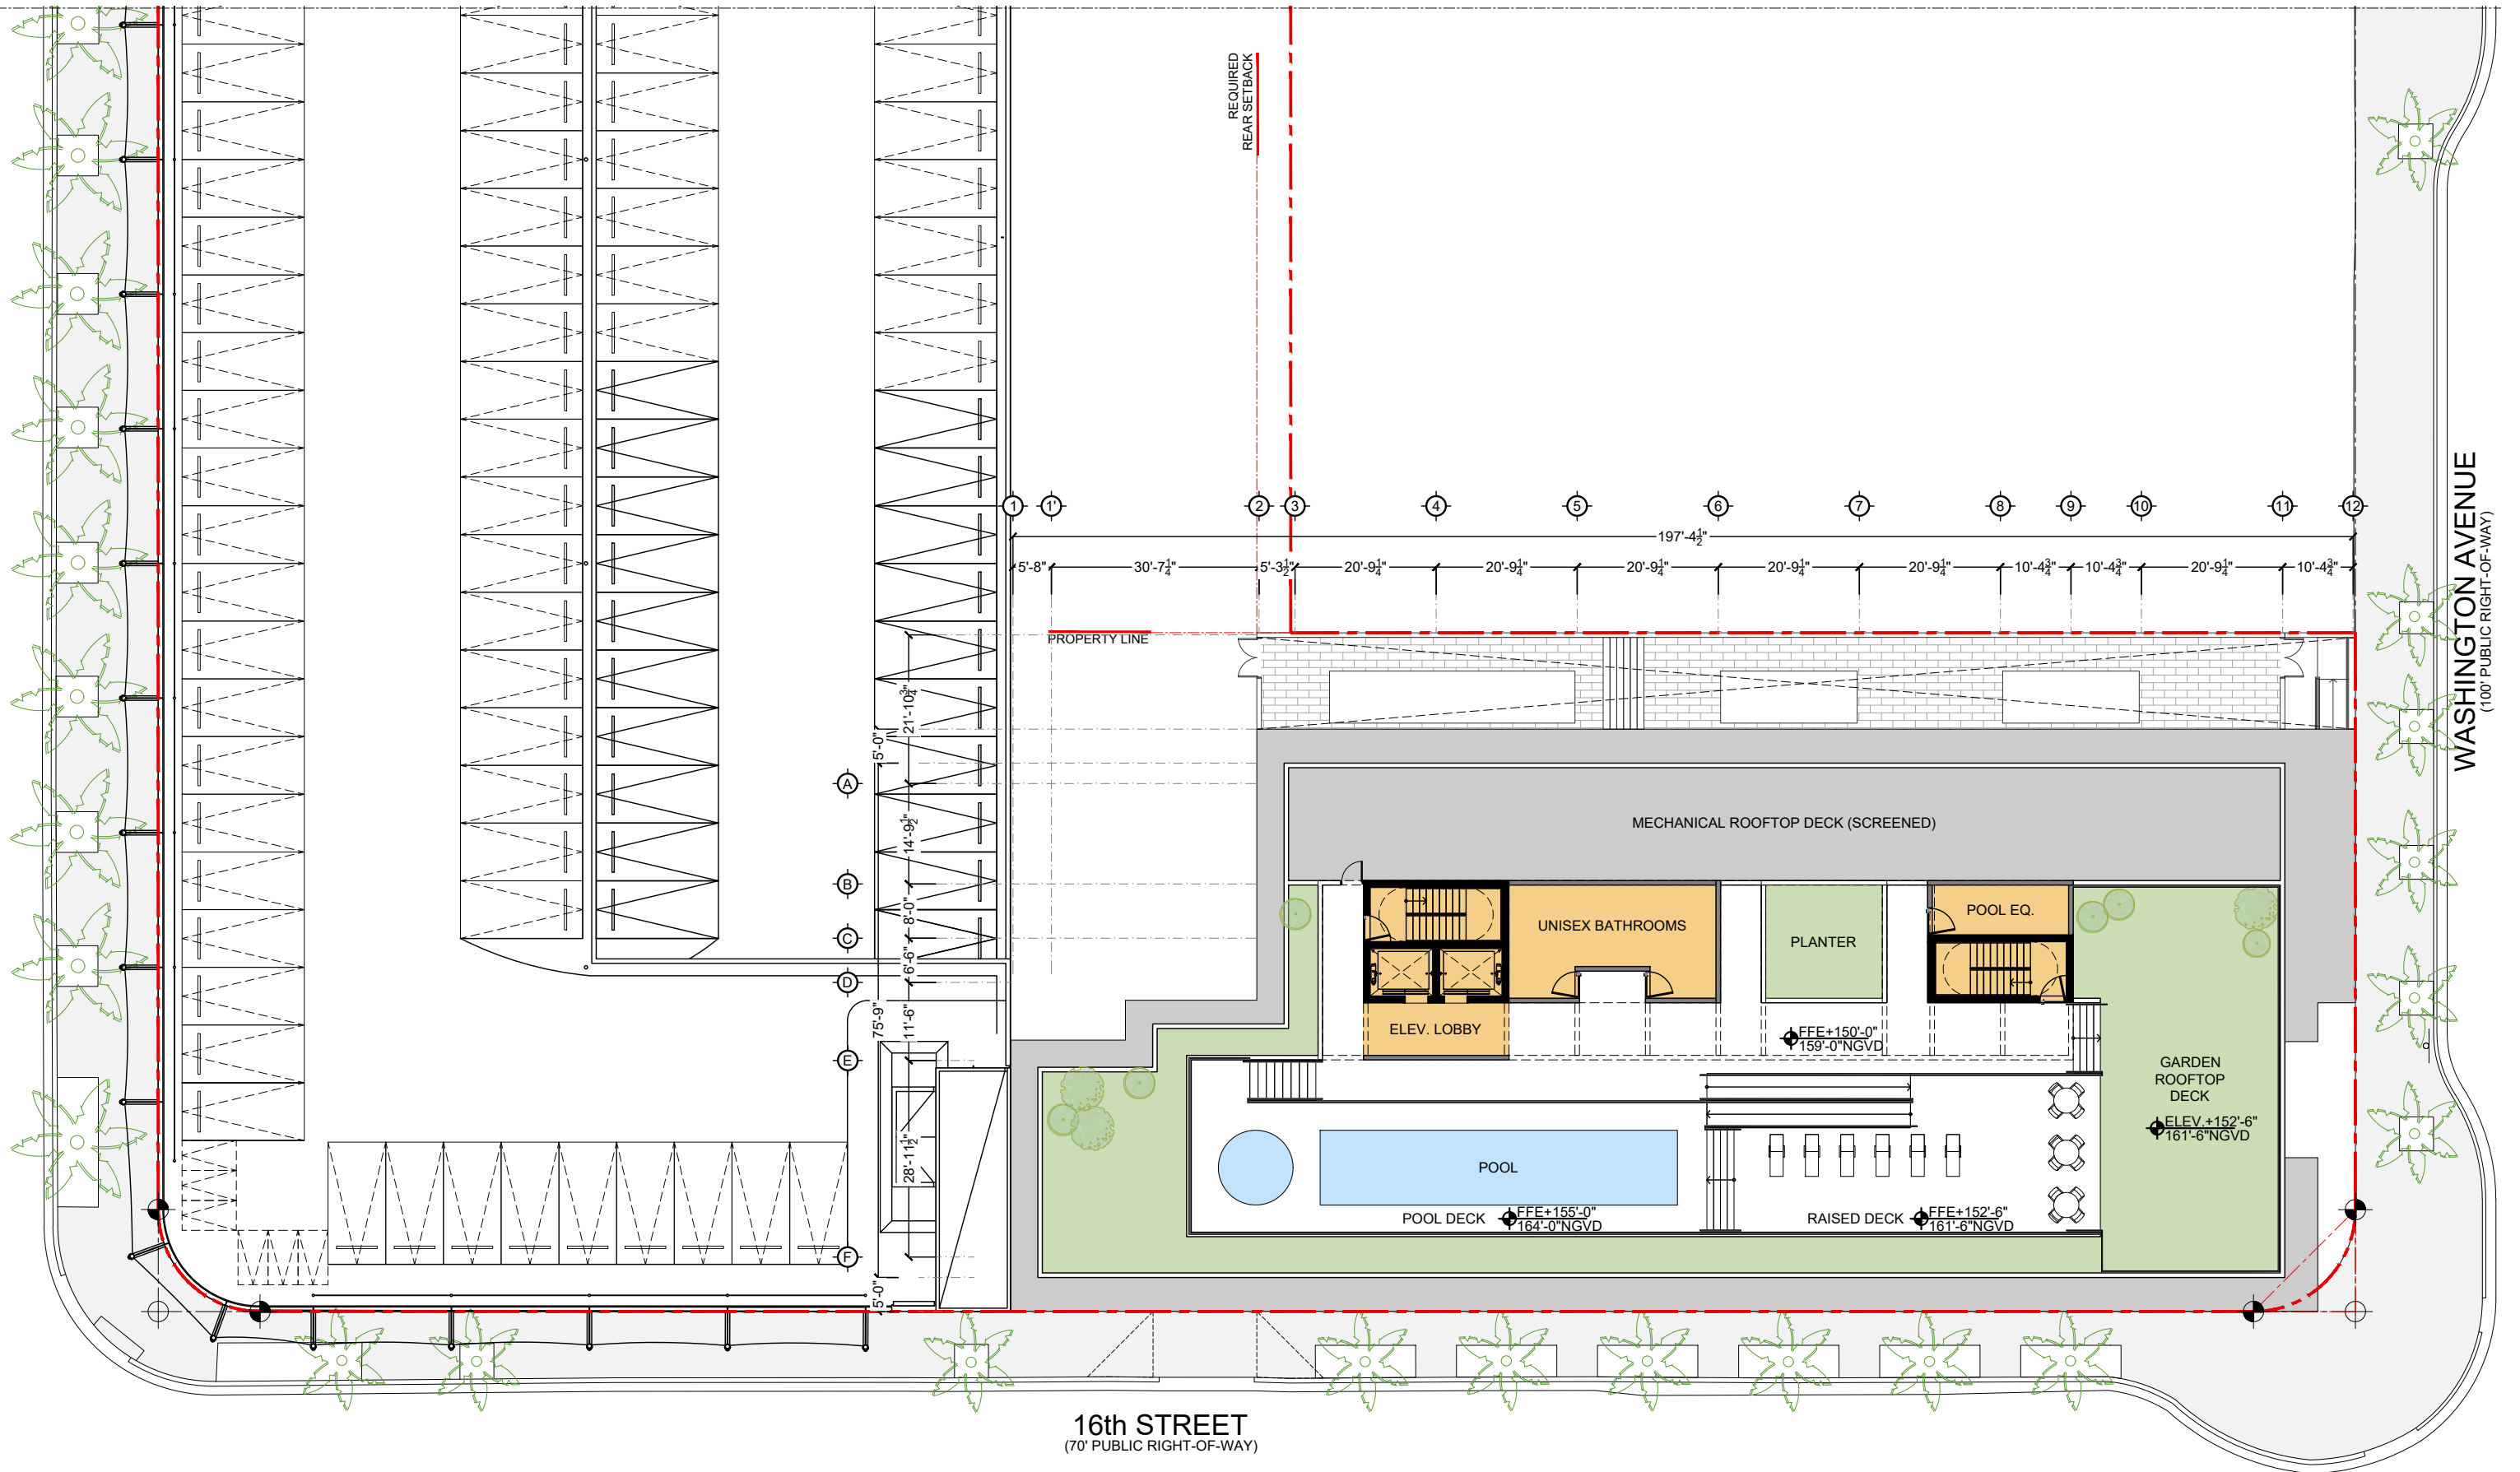 REQUIRED
REAR SETBACK
WASHINGTON AVENUE
(100' PUBLIC RIGHT-OF-WAY)
1 1' 2 3 4 5 6 7 8 9 10 11 12
197'-4½"
5'-8" 30'-7¼" 5'-3½" 20'-9¼" 20'-9¼" 20'-9¼" 20'-9¼" 20'-9¼" 10'-4¾" 10'-4¾" 20'-9¼" 10'-4¾"
PROPERTY LINE
21'-10¾"
5'-0"
A
14'-9½"
B
8'-0"
C
6'-6"
D
75'-9"
11'-6"
E
28'-11½"
F
5'-0"
MECHANICAL ROOFTOP DECK (SCREENED)
UNISEX BATHROOMS
PLANTER
POOL EQ.
ELEV. LOBBY
FFE+150'-0"
159'-0"NGVD
GARDEN
ROOFTOP
DECK
ELEV.+152'-6"
161'-6"NGVD
POOL
POOL DECK
FFE+155'-0"
164'-0"NGVD
RAISED DECK
FFE+152'-6"
161'-6"NGVD
16th STREET
(70' PUBLIC RIGHT-OF-WAY)